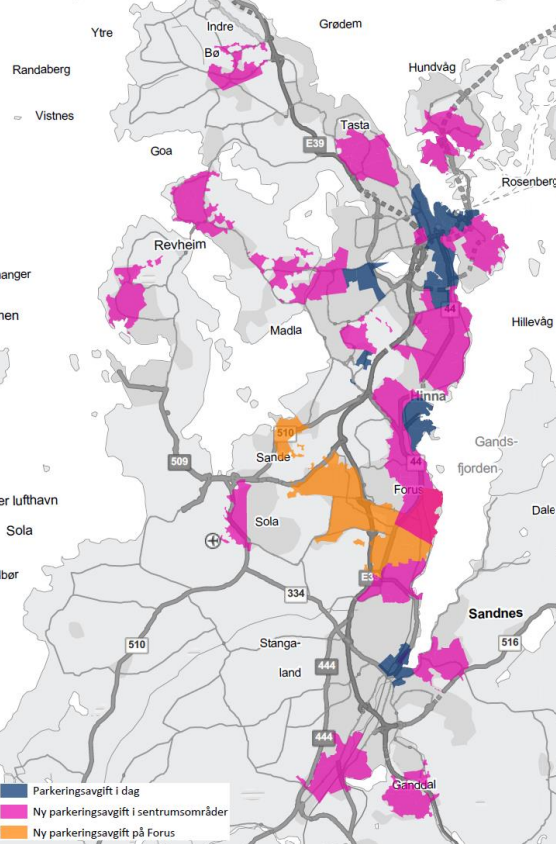 Ytre
Indre
Bø
Grødem
Randaberg
Hundvåg
Vistnes
Tasta
E39
Goa
Rosenberg
Revheim
anger
44
Hillevåg
Madla
Hinna
510
Gands-
fjorden
Sande
509
44
Forus
er lufthavn
Sola
Sola
Dale
E3
334
Sandnes
510
Stanga-
land
444
516
444
Ganddal
Parkeringsavgift i dag
Ny parkeringsavgift i sentrumsområder
Ny parkeringsavgift på Forus